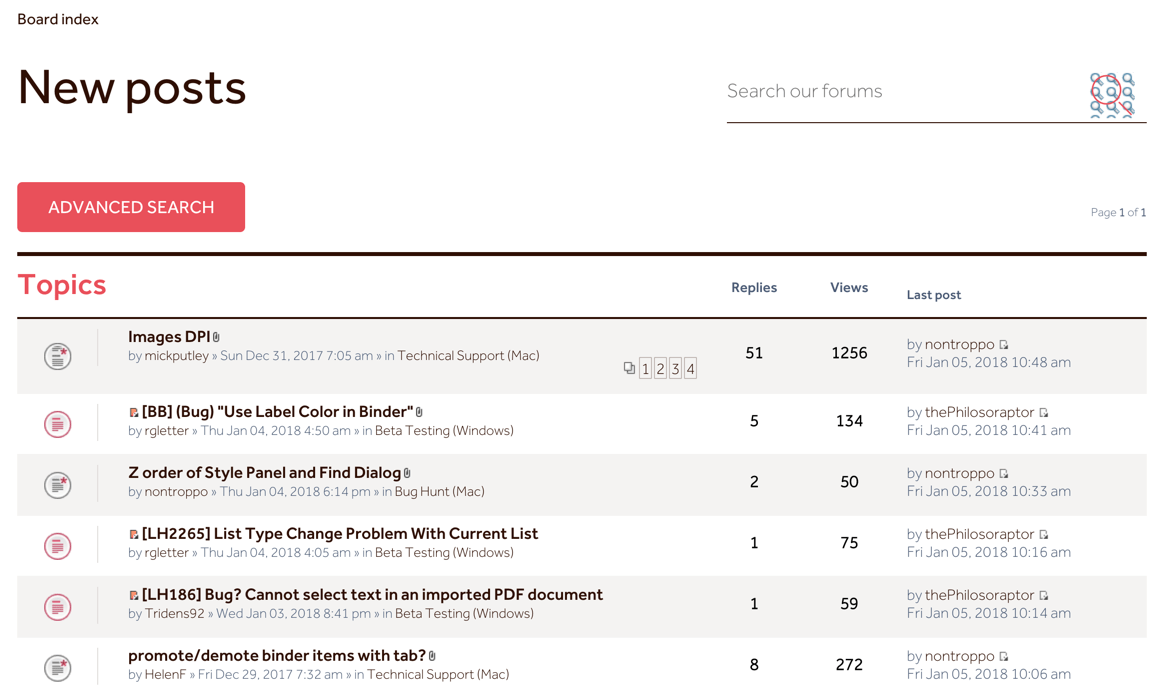 Board index
New posts
Search our forums
ADVANCED SEARCH
Page 1 of 1
Topics Replies Views Last post
Images DPI
by mickputley » Sun Dec 31, 2017 7:05 am » in Technical Support (Mac)
1 2 3 4
51 1256
by nontroppo
Fri Jan 05, 2018 10:48 am
[BB] (Bug) "Use Label Color in Binder"
by rgletter » Thu Jan 04, 2018 4:50 am » in Beta Testing (Windows)
5 134
by thePhilosoraptor
Fri Jan 05, 2018 10:41 am
Z order of Style Panel and Find Dialog
by nontroppo » Thu Jan 04, 2018 6:14 pm » in Bug Hunt (Mac)
2 50
by nontroppo
Fri Jan 05, 2018 10:33 am
[LH2265] List Type Change Problem With Current List
by rgletter » Thu Jan 04, 2018 4:05 am » in Beta Testing (Windows)
1 75
by thePhilosoraptor
Fri Jan 05, 2018 10:16 am
[LH186] Bug? Cannot select text in an imported PDF document
by Tridens92 » Wed Jan 03, 2018 8:41 pm » in Beta Testing (Windows)
1 59
by thePhilosoraptor
Fri Jan 05, 2018 10:14 am
promote/demote binder items with tab?
by HelenF » Fri Dec 29, 2017 7:32 am » in Technical Support (Mac)
8 272
by nontroppo
Fri Jan 05, 2018 10:06 am